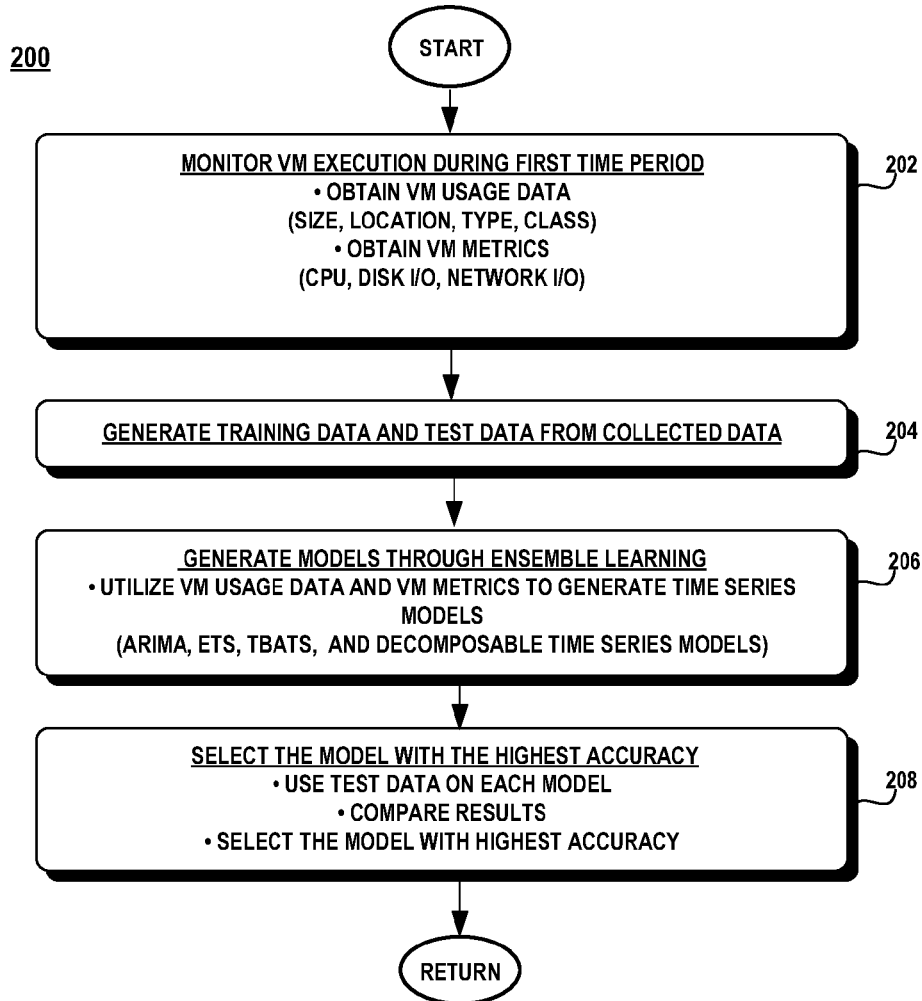 200
START
MONITOR VM EXECUTION DURING FIRST TIME PERIOD
• OBTAIN VM USAGE DATA
(SIZE, LOCATION, TYPE, CLASS)
• OBTAIN VM METRICS
(CPU, DISK I/O, NETWORK I/O)
202
GENERATE TRAINING DATA AND TEST DATA FROM COLLECTED DATA
204
GENERATE MODELS THROUGH ENSEMBLE LEARNING
• UTILIZE VM USAGE DATA AND VM METRICS TO GENERATE TIME SERIES
MODELS
(ARIMA, ETS, TBATS, AND DECOMPOSABLE TIME SERIES MODELS)
206
SELECT THE MODEL WITH THE HIGHEST ACCURACY
• USE TEST DATA ON EACH MODEL
• COMPARE RESULTS
• SELECT THE MODEL WITH HIGHEST ACCURACY
208
RETURN